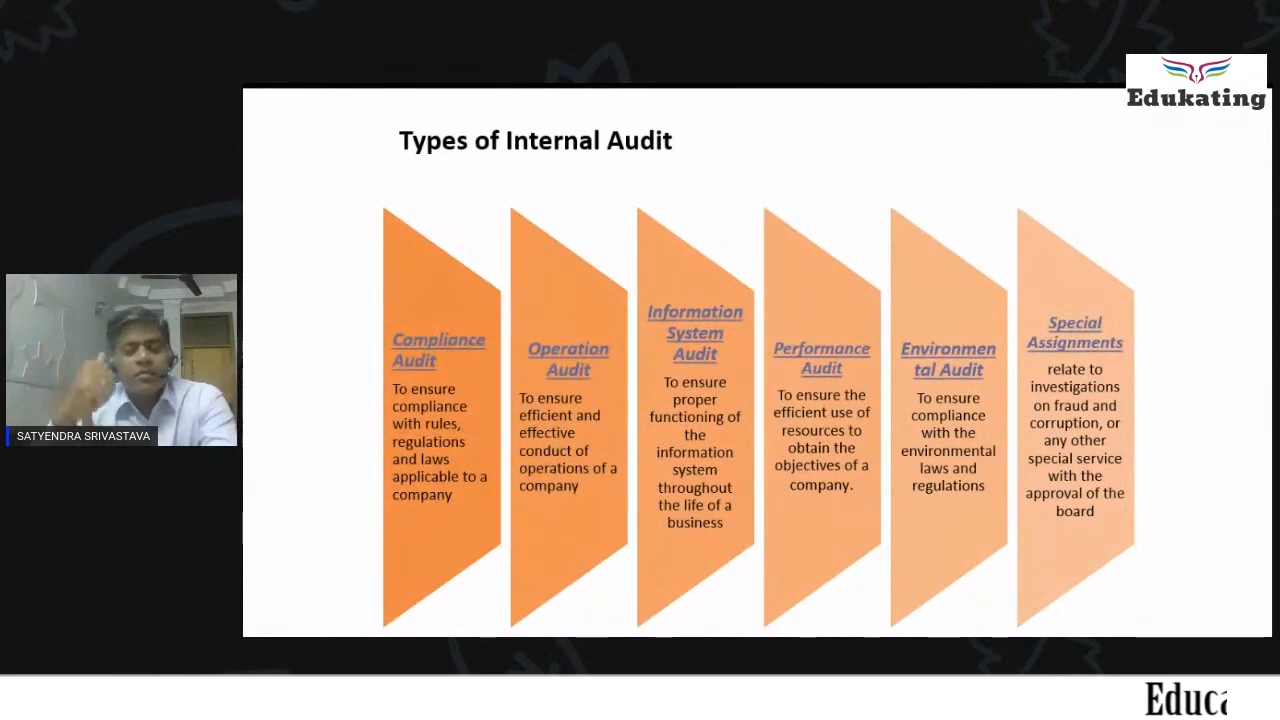 Edukating
Types of Internal Audit
Compliance
Audit
To ensure
compliance
with rules,
regulations
and laws
applicable to a
company
Operation
Audit
To ensure
efficient and
effective
conduct of
operations of a
company
Information
System
Audit
To ensure
proper
functioning of
the
information
system
throughout
the life of a
business
Performance
Audit
To ensure the
efficient use of
resources to
obtain the
objectives of a
company.
Environmen
tal Audit
To ensure
compliance
with the
environmental
laws and
regulations
Special
Assignments
relate to
investigations
on fraud and
corruption, or
any other
special service
with the
approval of the
board
SATYENDRA SRIVASTAVA